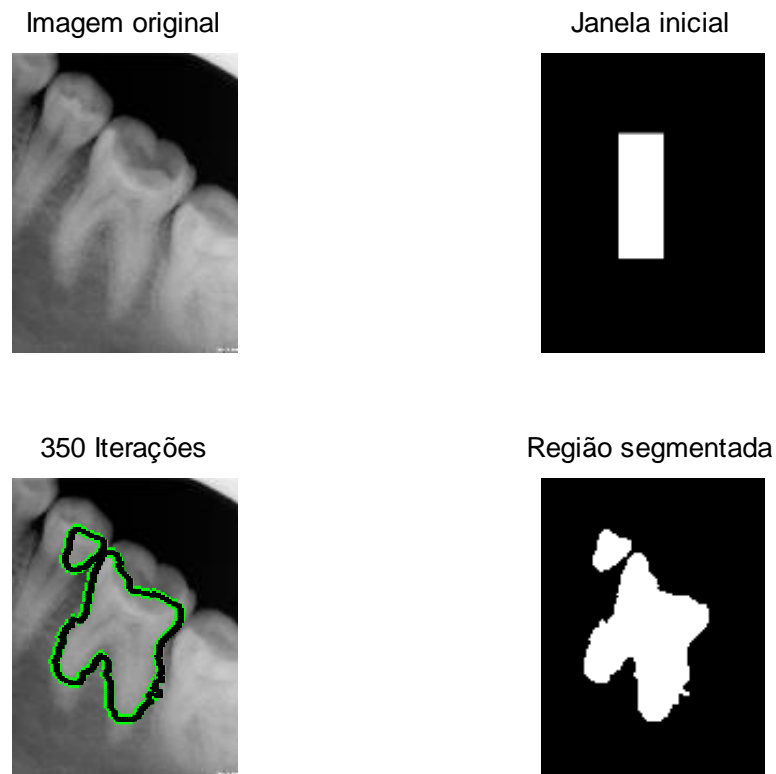 Imagem original
Janela inicial
350 Iterações
Região segmentada